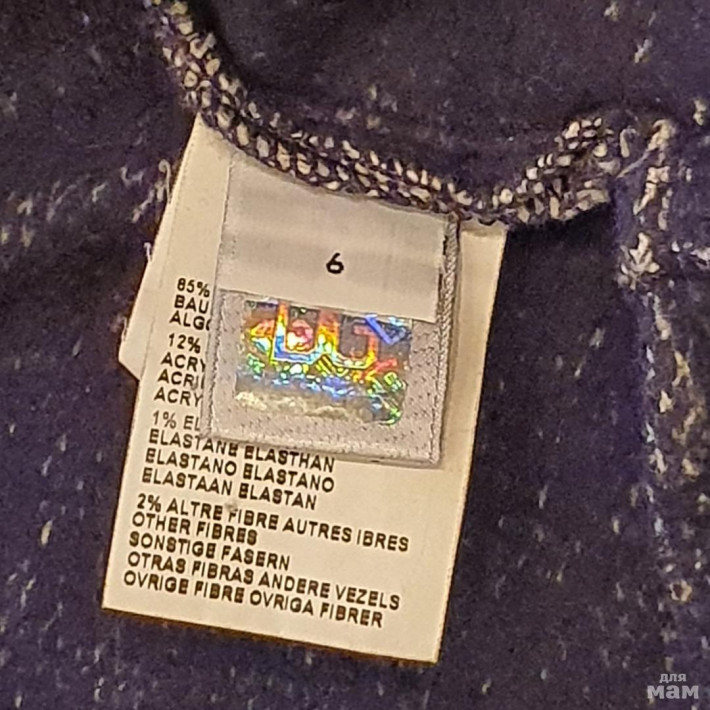 6
85%
BAU
ALG
12%
ACRY
ACRI
ACRY
1% EL
ELASTANE ELASTHAN
ELASTANO ELASTANO
ELASTAAN ELASTAN
2% ALTRE FIBRE AUTRES IBRES
OTHER FIBRES
SONSTIGE FASERN
OTRAS FIBRAS ANDERE VEZELS
OVRIGE FIBRE OVRIGA FIBRER
для
мам